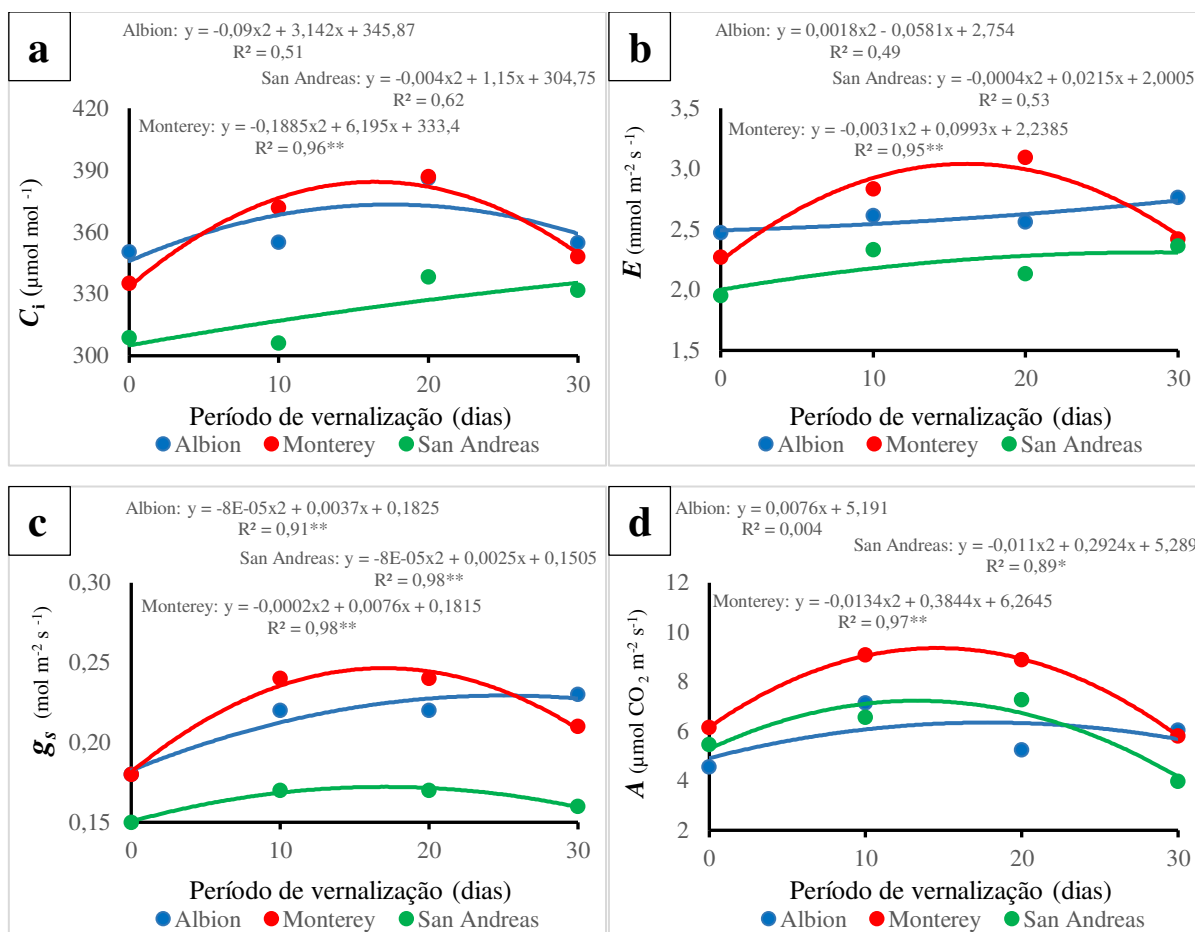 a
Albion: y = -0,09x2 + 3,142x + 345,87
R² = 0,51
San Andreas: y = -0,004x2 + 1,15x + 304,75
R² = 0,62
Monterey: y = -0,1885x2 + 6,195x + 333,4
R² = 0,96**
420
390
360
330
300
Ci (µmol mol -1)
0 10 20 30
Período de vernalização (dias)
Albion Monterey San Andreas
b
Albion: y = 0,0018x2 - 0,0581x + 2,754
R² = 0,49
San Andreas: y = -0,0004x2 + 0,0215x + 2,0005
R² = 0,53
Monterey: y = -0,0031x2 + 0,0993x + 2,2385
R² = 0,95**
3,5
3,0
2,5
2,0
1,5
E (mmol m-2 s -1)
0 10 20 30
Período de vernalização (dias)
Albion Monterey San Andreas
c
Albion: y = -8E-05x2 + 0,0037x + 0,1825
R² = 0,91**
San Andreas: y = -8E-05x2 + 0,0025x + 0,1505
R² = 0,98**
Monterey: y = -0,0002x2 + 0,0076x + 0,1815
R² = 0,98**
0,30
0,25
0,20
0,15
gs (mol m-2 s -1)
0 10 20 30
Período de vernalização (dias)
Albion Monterey San Andreas
d
Albion: y = 0,0076x + 5,191
R² = 0,004
San Andreas: y = -0,011x2 + 0,2924x + 5,289
R² = 0,89*
Monterey: y = -0,0134x2 + 0,3844x + 6,2645
R² = 0,97**
12
10
8
6
4
2
A (µmol CO2 m-2 s-1)
0 10 20 30
Período de vernalização (dias)
Albion Monterey San Andreas